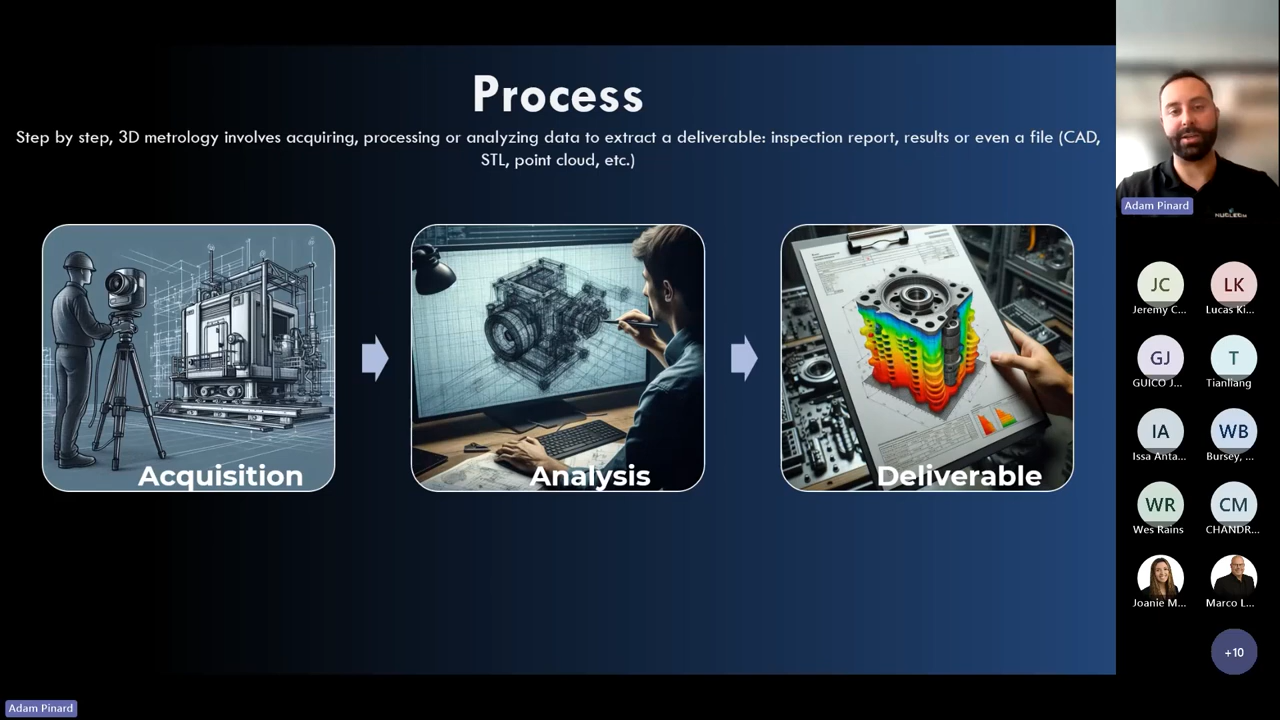 Process
Step by step, 3D metrology involves acquiring, processing or analyzing data to extract a deliverable: inspection report, results or even a file (CAD,
STL, point cloud, etc.)
Acquisition
Analysis
Deliverable
Adam Pinard
NUCLEOM
JC
LK
Jeremy C...
Lucas Ki...
GJ
T
GUICO J...
Tianliang
IA
WB
Issa Anta...
Bursey, ...
WR
CM
Wes Rains
CHANDR...
Joanie M...
Marco L...
+10
Adam Pinard